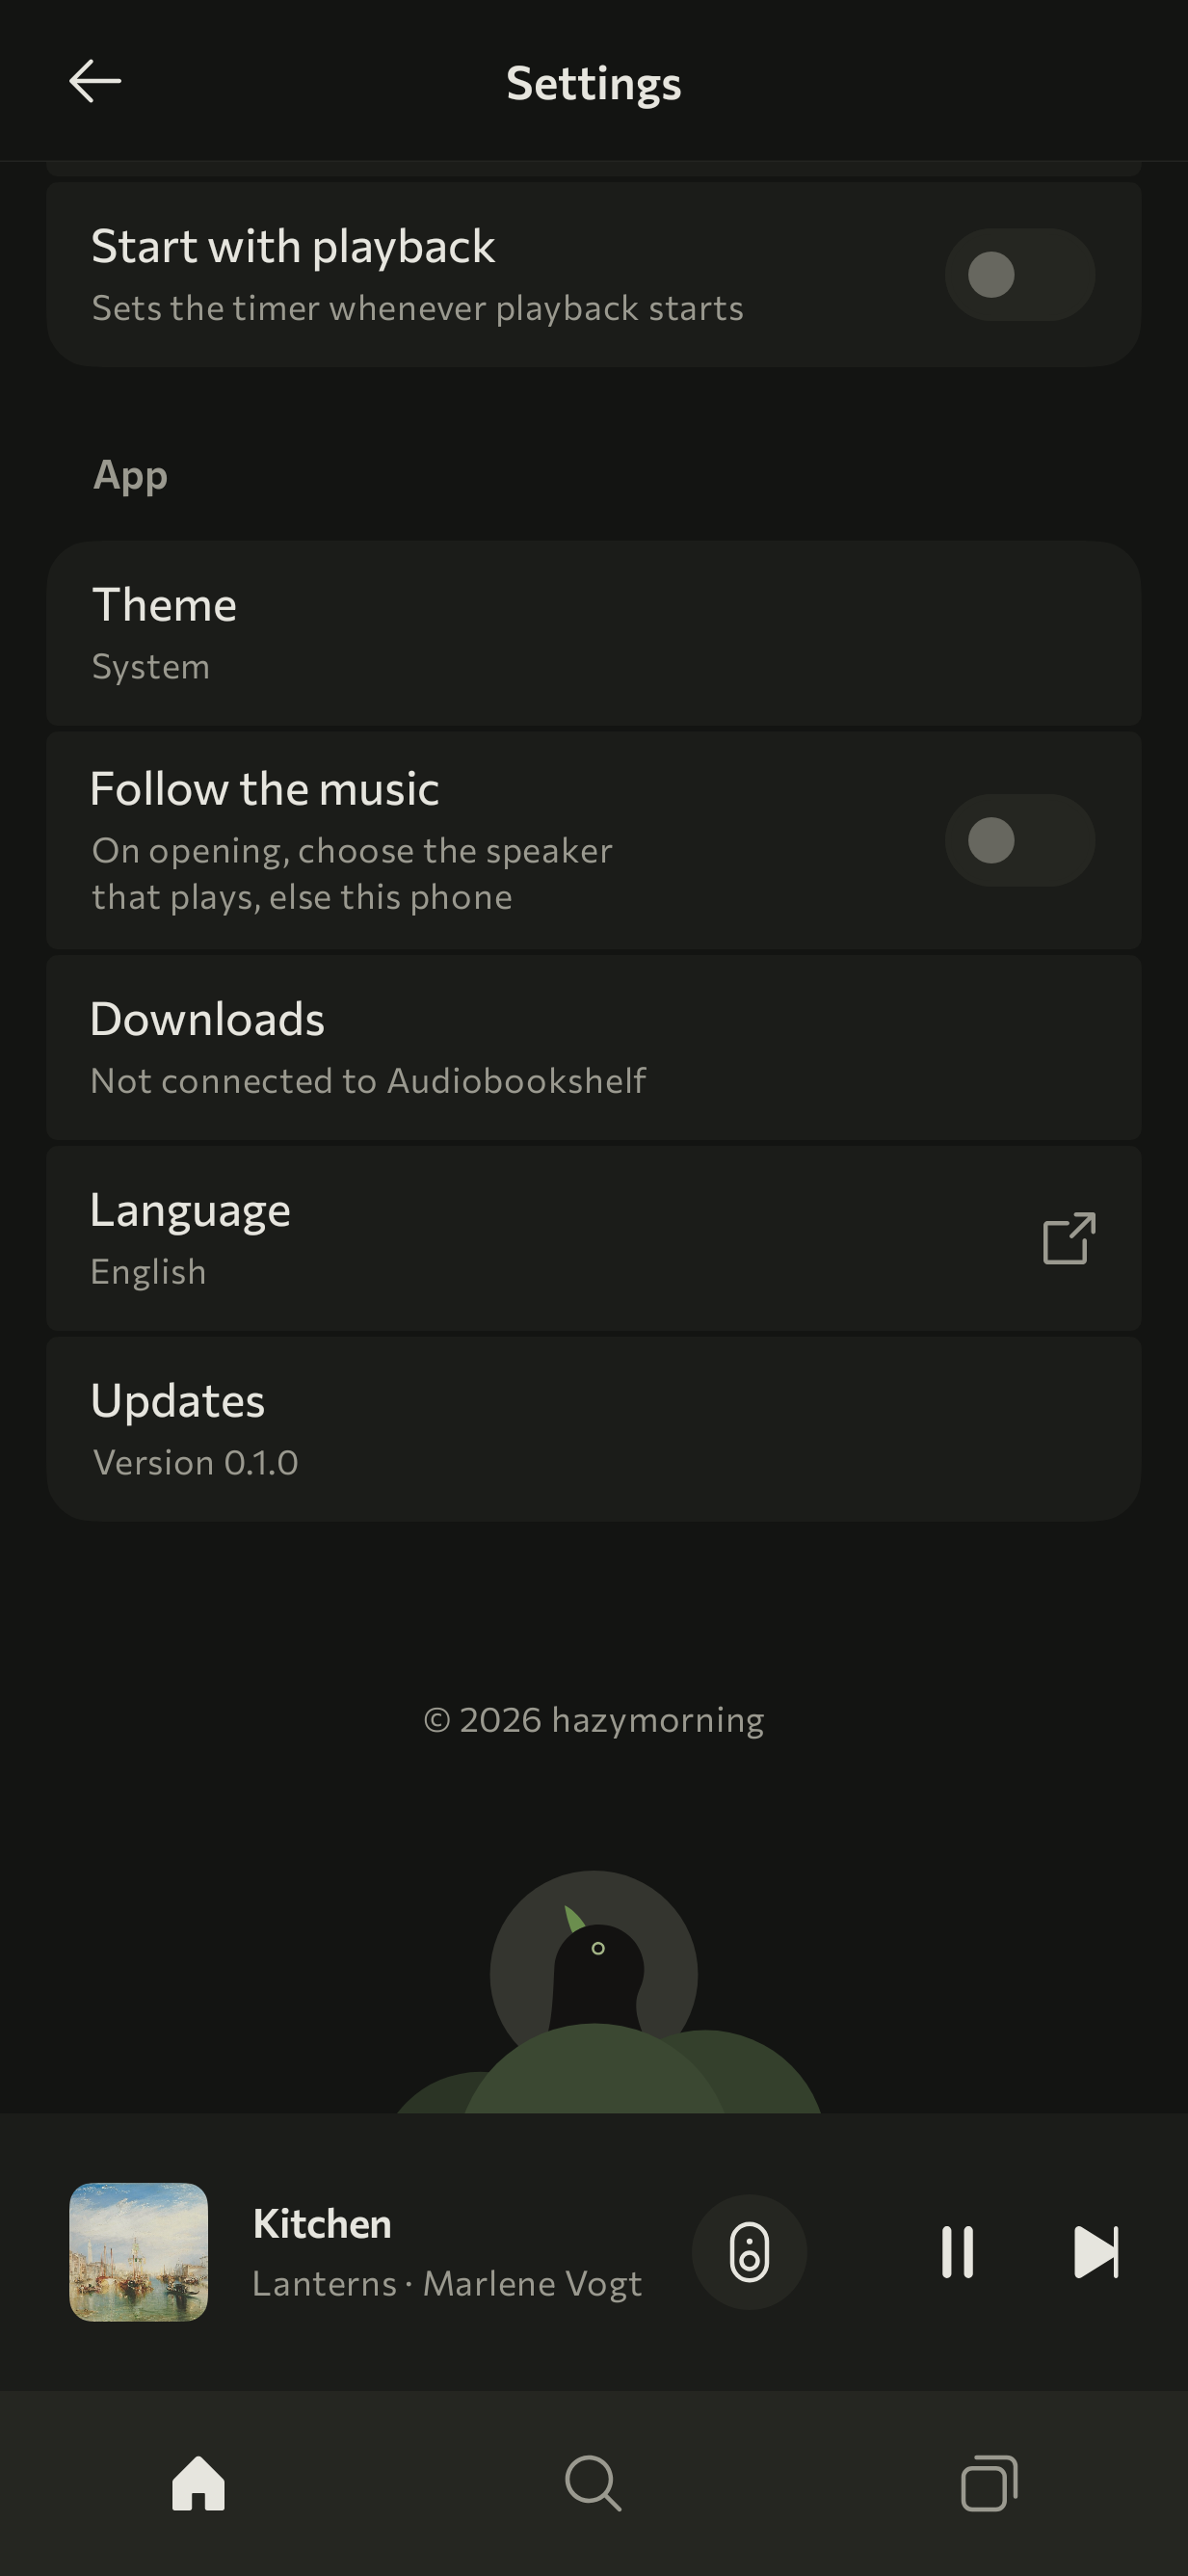 Settings
Start with playback
Sets the timer whenever playback starts
App
Theme
System
Follow the music
On opening, choose the speaker
that plays, else this phone
Downloads
Not connected to Audiobookshelf
Language
English
Updates
Version 0.1.0
© 2026 hazymorning
Kitchen
Lanterns · Marlene Vogt